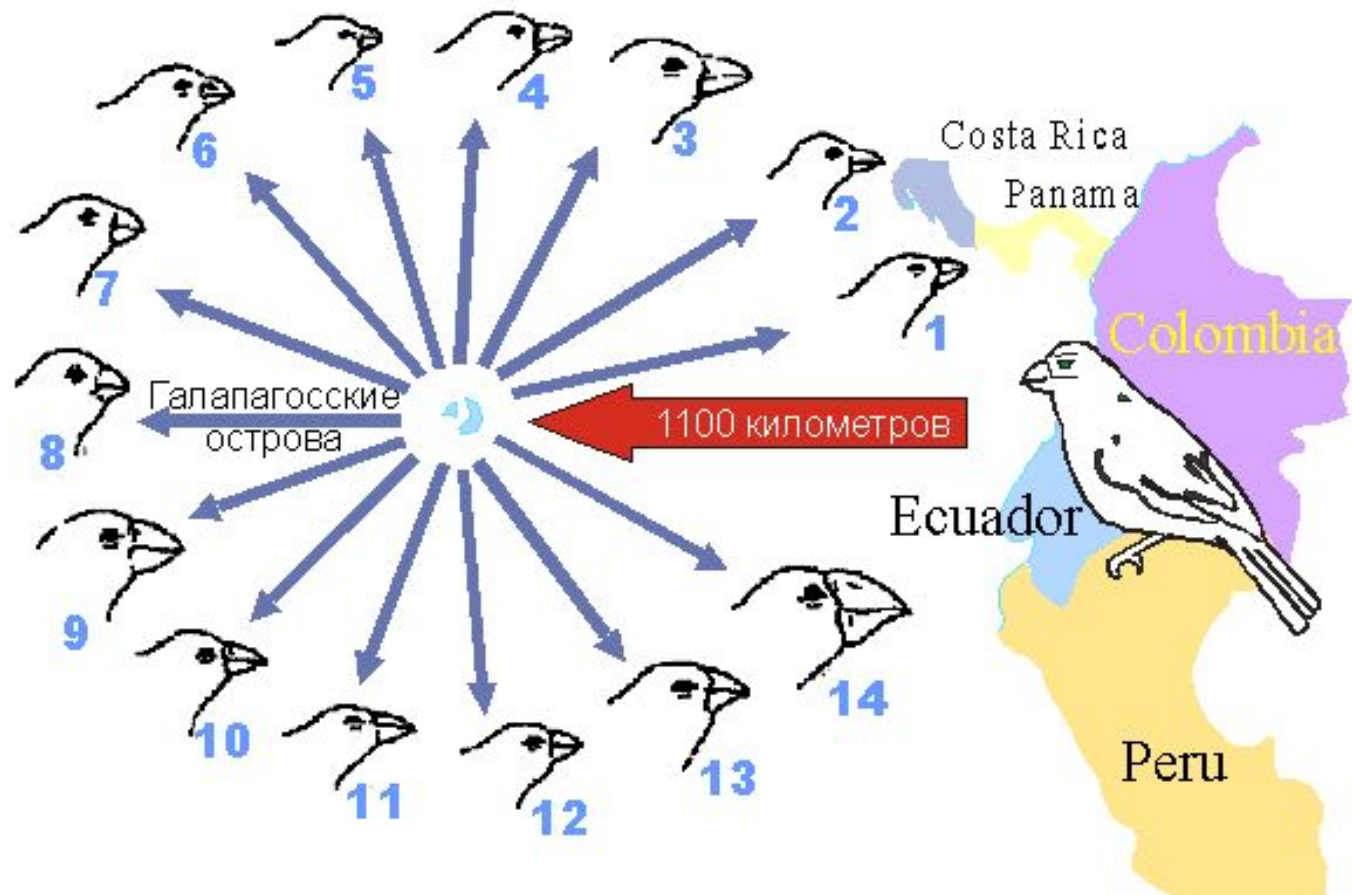 5
4
3
6
2
Costa Rica
Panama
7
1
Colombia
Галапагосские
острова
1100 километров
8
Ecuador
9
14
10
13
11
12
Peru